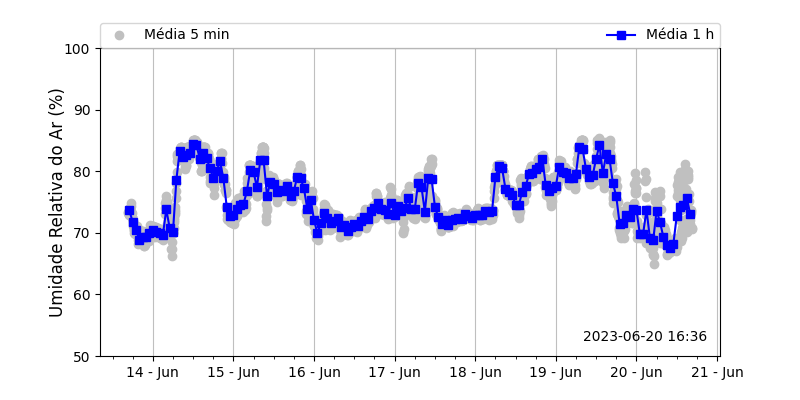 Média 5 min
Média 1 h
Umidade Relativa do Ar (%)
100
90
80
70
60
50
2023-06-20 16:36
14 - Jun
15 - Jun
16 - Jun
17 - Jun
18 - Jun
19 - Jun
20 - Jun
21 - Jun